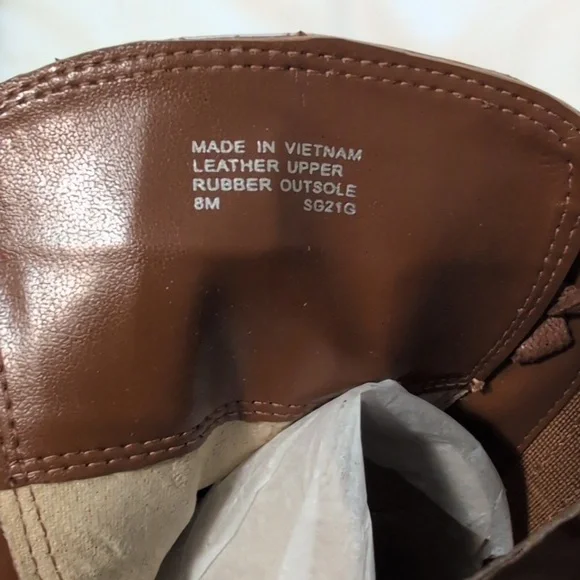 MADE IN VIETNAM
LEATHER UPPER
RUBBER OUTSOLE
8M SG21G